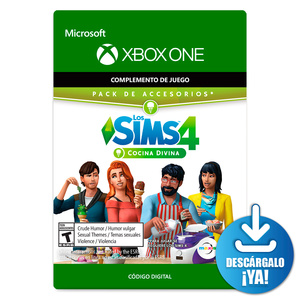 Microsoft
XBOX ONE
COMPLEMENTO DE JUEGO
PACK DE ACCESORIOS*
Los
SIMS 4
COCINA DIVINA
T
Crude Humor / Humor vulgar
Sexual Themes / Temas sexuales
Violence / Violencia
CÓDIGO DIGITAL
DESCÁRGALO
¡YA!